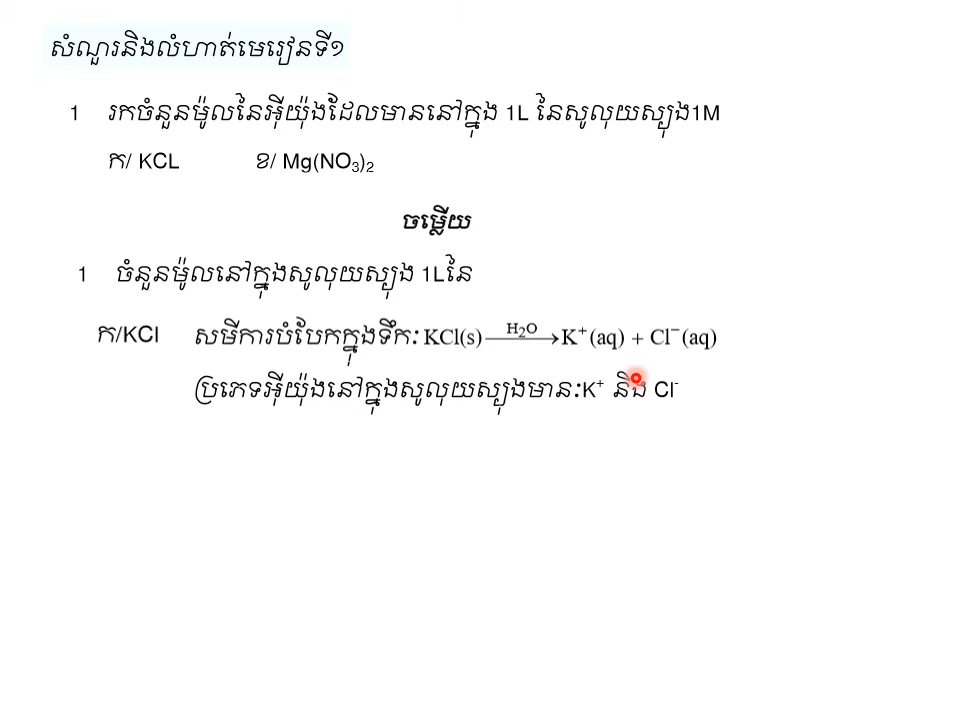 សំណួរនិងលំហាត់មេរៀនទី១
1 រកចំនួនម៉ូលនៃអ៊ីយ៉ុងដែលមាននៅក្នុង 1L នៃសូលុយស្យុង1M
ក/ KCL ខ/ Mg(NO₃)₂
ចម្លើយ
1 ចំនួនម៉ូលនៅក្នុងសូលុយស្យុង 1Lនៃ
ក/KCl សមីការបំបែកក្នុងទឹក: KCl(s) —H₂O→ K⁺(aq) + Cl⁻(aq)
ប្រភេទអ៊ីយ៉ុងនៅក្នុងសូលុយស្យុងមាន:K⁺ និង Cl⁻